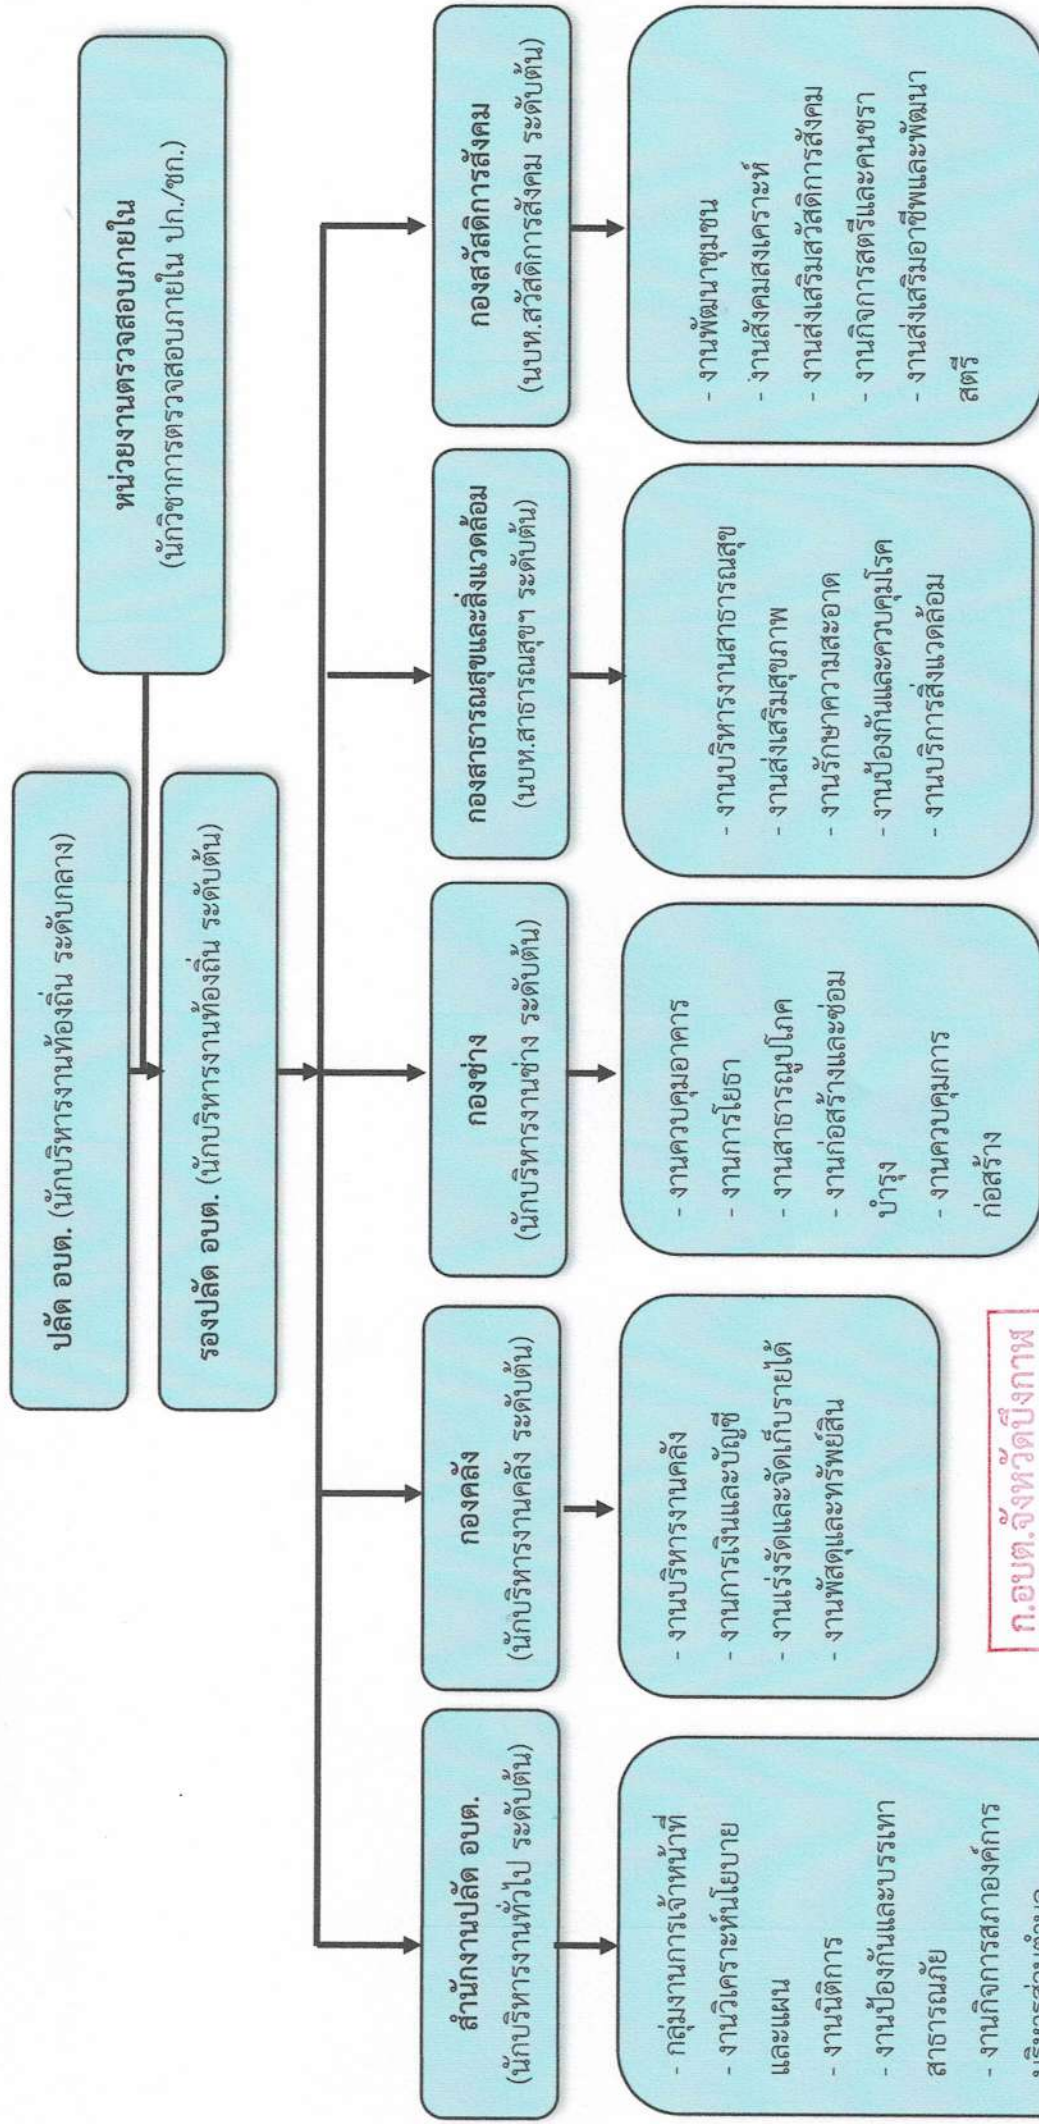 ปลัด อบต. (นักบริหารงานท้องถิ่น ระดับกลาง)
หน่วยงานตรวจสอบภายใน
(นักวิชาการตรวจสอบภายใน ปก./ชก.)
รองปลัด อบต. (นักบริหารงานท้องถิ่น ระดับต้น)
สำนักงานปลัด อบต.
(นักบริหารงานทั่วไป ระดับต้น)
- กลุ่มงานการเจ้าหน้าที่
- งานวิเคราะห์นโยบาย
และแผน
- งานนิติการ
- งานป้องกันและบรรเทา
สาธารณภัย
- งานกิจการสภาองค์การ
บริหารส่วนตำบล
กองคลัง
(นักบริหารงานคลัง ระดับต้น)
- งานบริหารงานคลัง
- งานการเงินและบัญชี
- งานเร่งรัดและจัดเก็บรายได้
- งานพัสดุและทรัพย์สิน
กองช่าง
(นักบริหารงานช่าง ระดับต้น)
- งานควบคุมอาคาร
- งานการโยธา
- งานสาธารณูปโภค
- งานก่อสร้างและซ่อม
บำรุง
- งานควบคุมการ
ก่อสร้าง
กองสาธารณสุขและสิ่งแวดล้อม
(นบห.สาธารณสุขฯ ระดับต้น)
- งานบริหารงานสาธารณสุข
- งานส่งเสริมสุขภาพ
- งานรักษาความสะอาด
- งานป้องกันและควบคุมโรค
- งานบริการสิ่งแวดล้อม
กองสวัสดิการสังคม
(นบห.สวัสดิการสังคม ระดับต้น)
- งานพัฒนาชุมชน
- งานสังคมสงเคราะห์
- งานส่งเสริมสวัสดิการสังคม
- งานกิจการสตรีและคนชรา
- งานส่งเสริมอาชีพและพัฒนา
สตรี
ก.อบต.จังหวัดบึงกาฬ